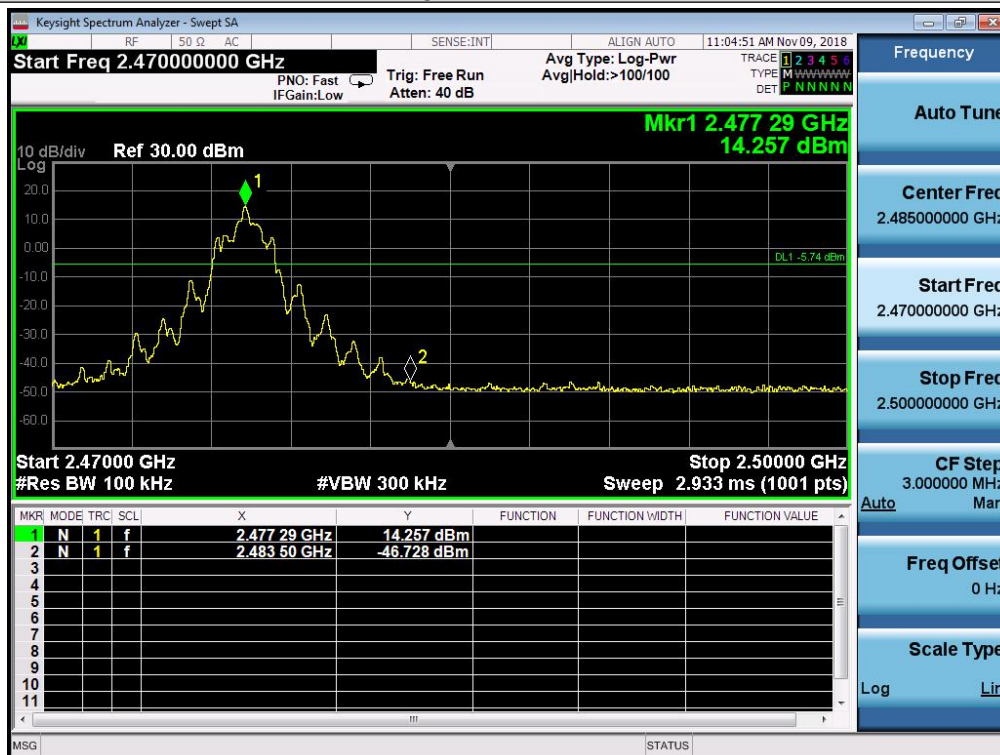 Keysight Spectrum Analyzer - Swept SA
LXI RF 50 Ω AC SENSE:INT ALIGN AUTO 11:04:51 AM Nov 09, 2018
Start Freq 2.470000000 GHz
PNO: Fast
IFGain:Low
Trig: Free Run
Atten: 40 dB
Avg Type: Log-Pwr
Avg|Hold:>100/100
TRACE 1 2 3 4 5 6
TYPE M WWWWW
DET P N N N N N
Mkr1 2.477 29 GHz
14.257 dBm
10 dB/div Ref 30.00 dBm
Log
20.0
10.0
0.00
-10.0
-20.0
-30.0
-40.0
-50.0
-60.0
1
2
DL1 -5.74 dBm
Start 2.47000 GHz Stop 2.50000 GHz
#Res BW 100 kHz #VBW 300 kHz Sweep 2.933 ms (1001 pts)
MKR MODE TRC SCL X Y FUNCTION FUNCTION WIDTH FUNCTION VALUE
1 N 1 f 2.477 29 GHz 14.257 dBm
2 N 1 f 2.483 50 GHz -46.728 dBm
3
4
5
6
7
8
9
10
11
MSG STATUS
Frequency
Auto Tune
Center Freq
2.485000000 GHz
Start Freq
2.470000000 GHz
Stop Freq
2.500000000 GHz
CF Step
3.000000 MHz
Auto Man
Freq Offset
0 Hz
Scale Type
Log Lin